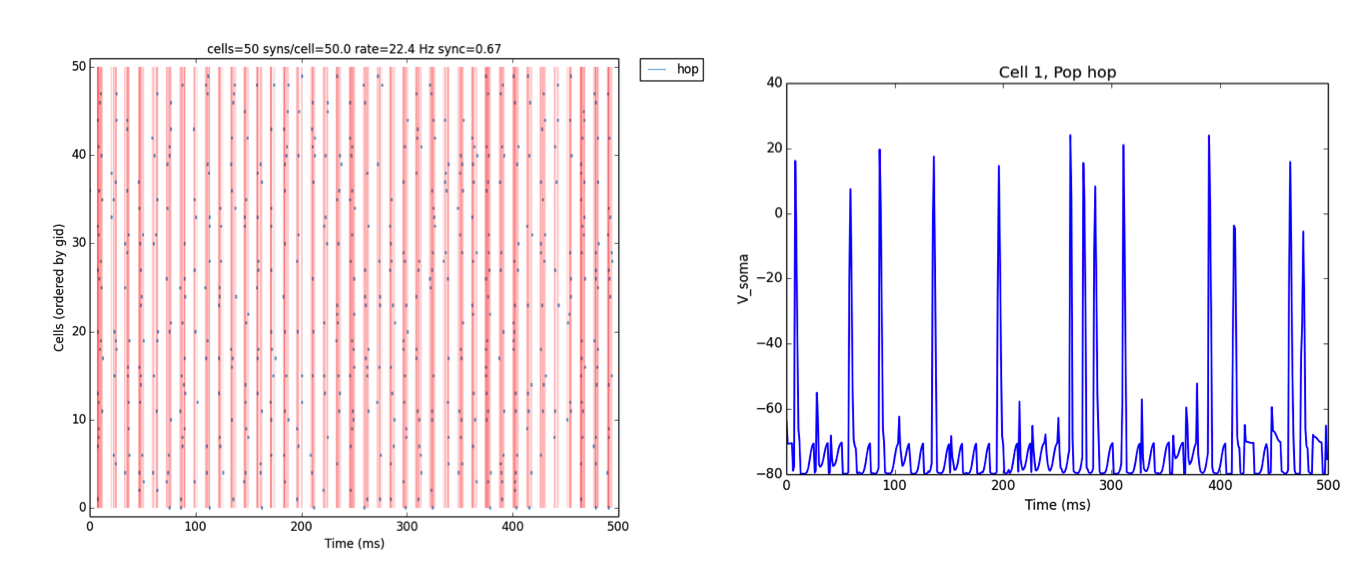 cells=50 syns/cell=50.0 rate=22.4 Hz sync=0.67
hop
Cells (ordered by gid)
50
40
30
20
10
0
0 100 200 300 400 500
Time (ms)
Cell 1, Pop hop
V_soma
40
20
0
−20
−40
−60
−80
0 100 200 300 400 500
Time (ms)